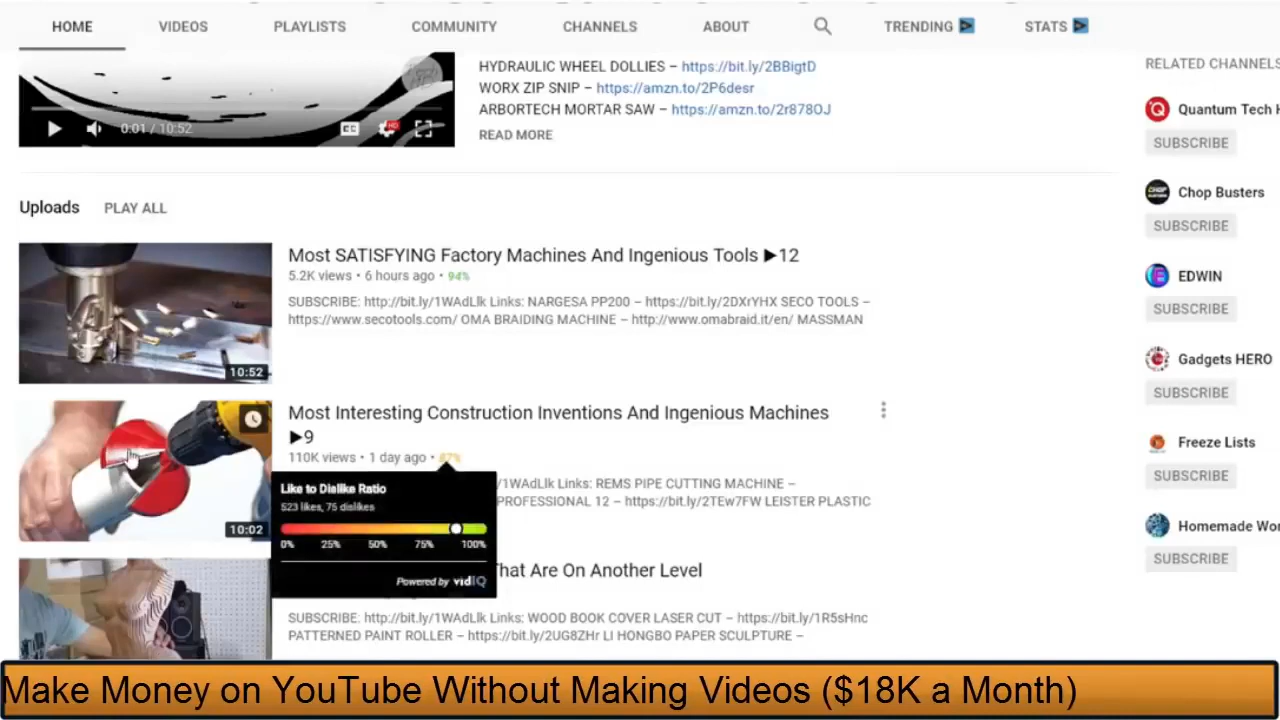 HOME VIDEOS PLAYLISTS COMMUNITY CHANNELS ABOUT TRENDING STATS
HYDRAULIC WHEEL DOLLIES – https://bit.ly/2BBigtD
WORX ZIP SNIP – https://amzn.to/2P6desr
ARBORTECH MORTAR SAW – https://amzn.to/2r878OJ
READ MORE
0:01 / 10:52 CC HD
Uploads PLAY ALL
Most SATISFYING Factory Machines And Ingenious Tools ▶12
5.2K views • 6 hours ago • 94%
SUBSCRIBE: http://bit.ly/1WAdLlk Links: NARGESA PP200 – https://bit.ly/2DXrYHX SECO TOOLS –
https://www.secotools.com/ OMA BRAIDING MACHINE – http://www.omabraid.it/en/ MASSMAN
10:52
Most Interesting Construction Inventions And Ingenious Machines
▶9
110K views • 1 day ago • 87%
/1WAdLlk Links: REMS PIPE CUTTING MACHINE –
PROFESSIONAL 12 – https://bit.ly/2TEw7FW LEISTER PLASTIC
10:02
Like to Dislike Ratio
523 likes, 75 dislikes
0% 25% 50% 75% 100%
Powered by vidIQ
That Are On Another Level
SUBSCRIBE: http://bit.ly/1WAdLlk Links: WOOD BOOK COVER LASER CUT – https://bit.ly/1R5sHnc
PATTERNED PAINT ROLLER – https://bit.ly/2UG8ZHr LI HONGBO PAPER SCULPTURE –
RELATED CHANNELS
Quantum Tech
SUBSCRIBE
Chop Busters
SUBSCRIBE
EDWIN
SUBSCRIBE
Gadgets HERO
SUBSCRIBE
Freeze Lists
SUBSCRIBE
Homemade
SUBSCRIBE
Make Money on YouTube Without Making Videos ($18K a Month)